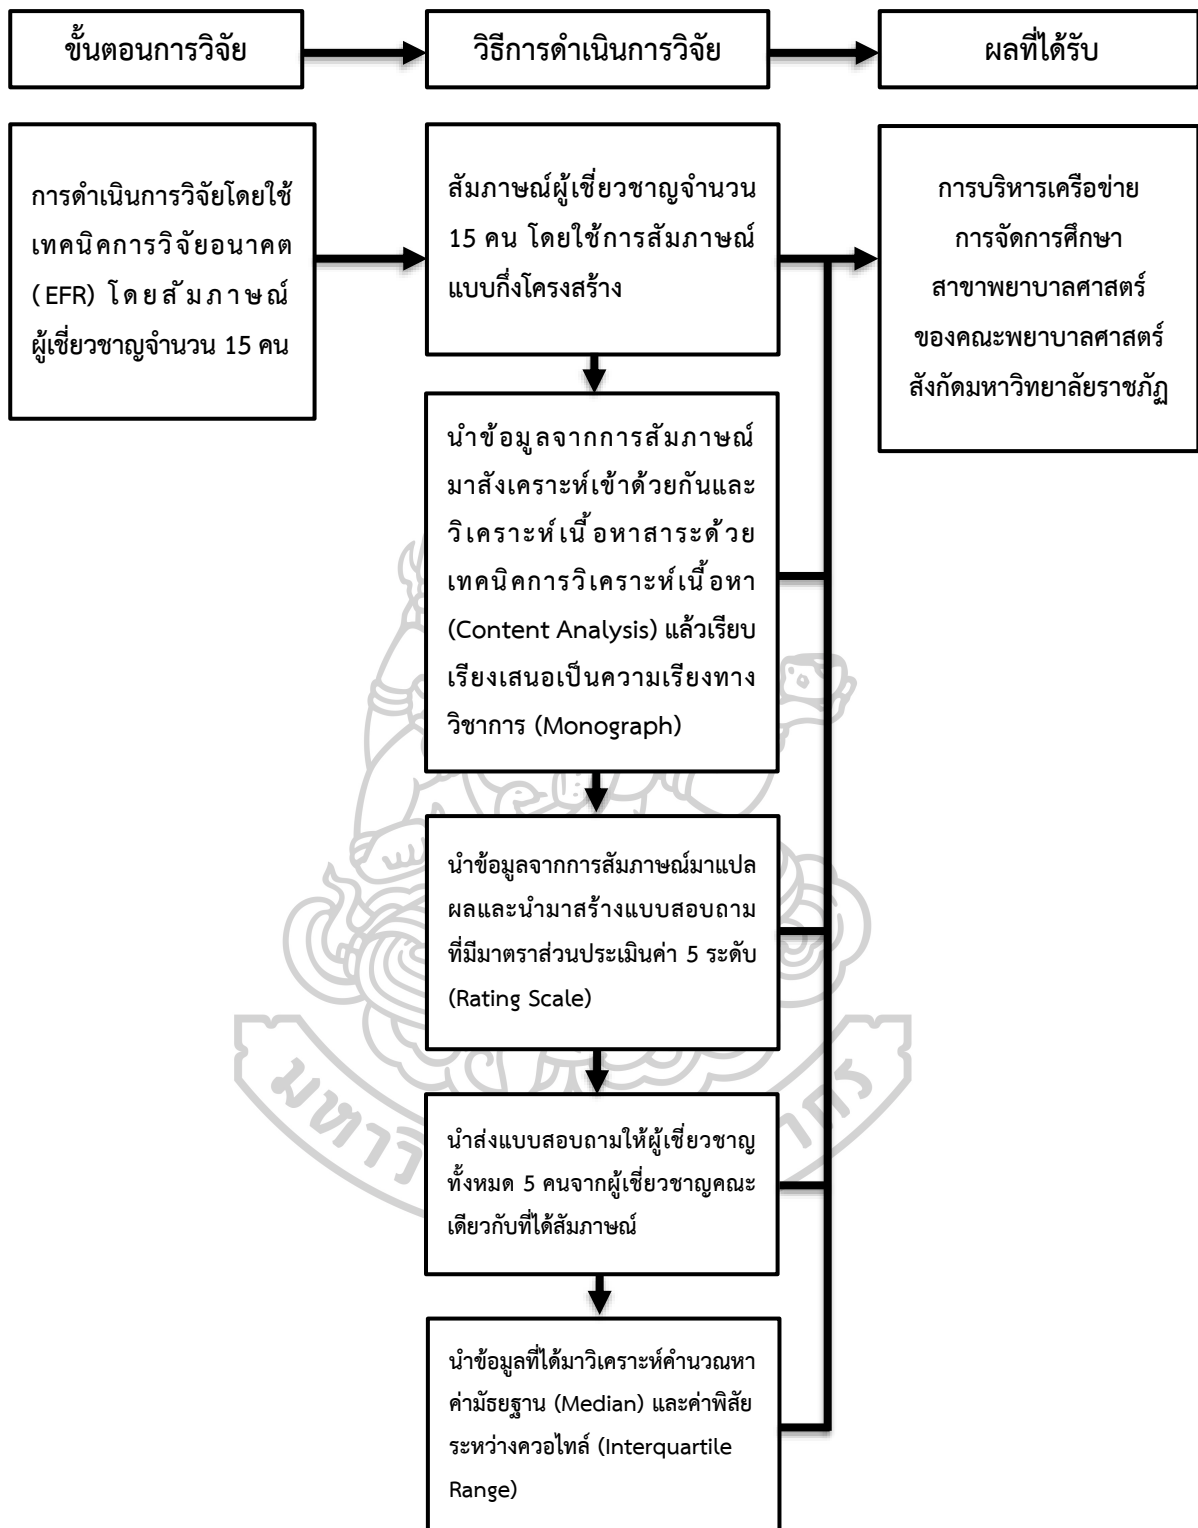 ขั้นตอนการวิจัย
วิธีการดำเนินการวิจัย
ผลที่ได้รับ
การดำเนินการวิจัยโดยใช้
เทคนิคการวิจัยอนาคต
(EFR) โดยสัมภาษณ์
ผู้เชี่ยวชาญจำนวน 15 คน
สัมภาษณ์ผู้เชี่ยวชาญจำนวน
15 คน โดยใช้การสัมภาษณ์
แบบกึ่งโครงสร้าง
การบริหารเครือข่าย
การจัดการศึกษา
สาขาพยาบาลศาสตร์
ของคณะพยาบาลศาสตร์
สังกัดมหาวิทยาลัยราชภัฏ
นำข้อมูลจากการสัมภาษณ์
มาสังเคราะห์เข้าด้วยกันและ
วิเคราะห์เนื้อหาสาระด้วย
เทคนิคการวิเคราะห์เนื้อหา
(Content Analysis) แล้วเรียบ
เรียงเสนอเป็นความเรียงทาง
วิชาการ (Monograph)
นำข้อมูลจากการสัมภาษณ์มาแปล
ผลและนำมาสร้างแบบสอบถาม
ที่มีมาตราส่วนประเมินค่า 5 ระดับ
(Rating Scale)
นำส่งแบบสอบถามให้ผู้เชี่ยวชาญ
ทั้งหมด 5 คนจากผู้เชี่ยวชาญคณะ
เดียวกับที่ได้สัมภาษณ์
นำข้อมูลที่ได้มาวิเคราะห์คำนวณหา
ค่ามัธยฐาน (Median) และค่าพิสัย
ระหว่างควอไทล์ (Interquartile
Range)